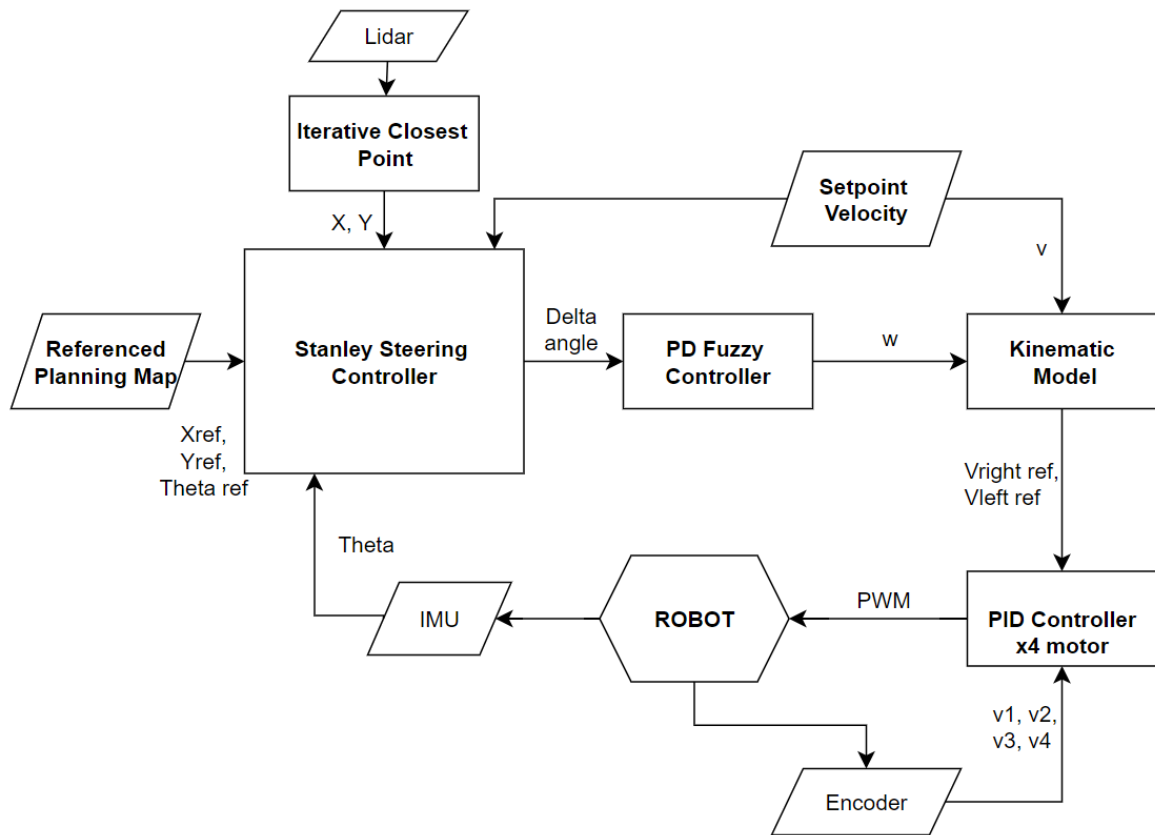 Lidar
Iterative Closest
Point
X, Y
Setpoint
Velocity
v
Referenced
Planning Map
Xref,
Yref,
Theta ref
Stanley Steering
Controller
Delta
angle
PD Fuzzy
Controller
w
Kinematic
Model
Vright ref,
Vleft ref
Theta
IMU
ROBOT
PWM
PID Controller
x4 motor
v1, v2,
v3, v4
Encoder